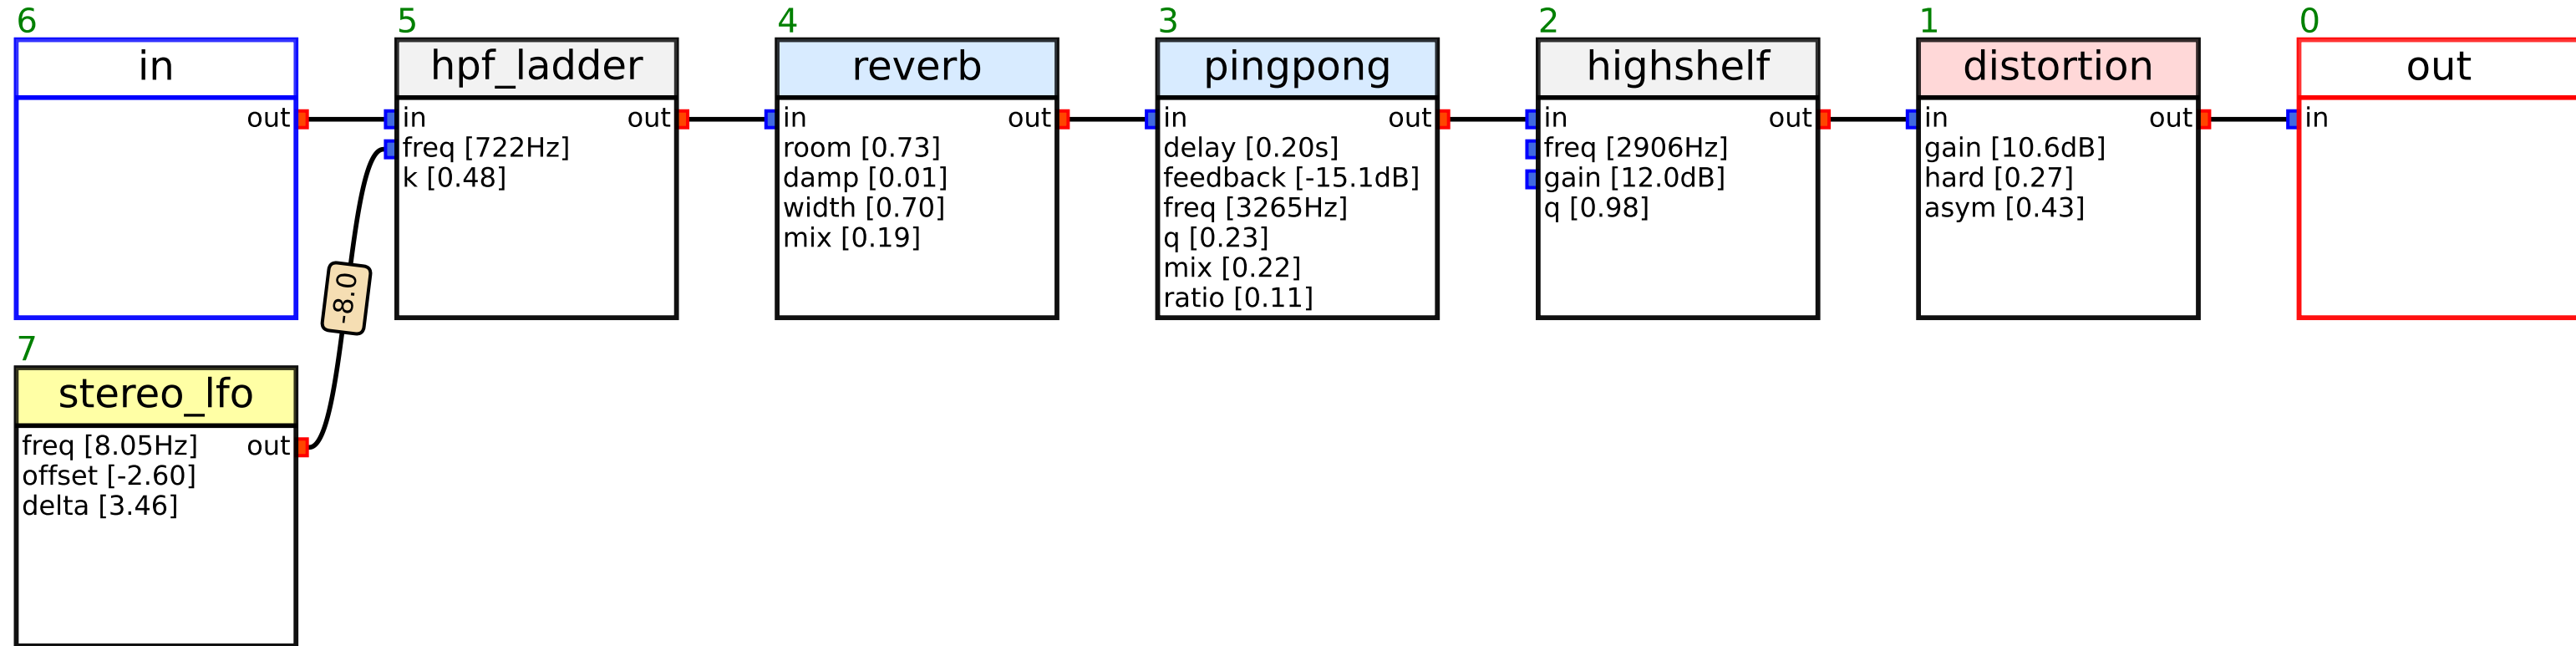 6
in
out
5
hpf_ladder
in
out
freq [722Hz]
k [0.48]
4
reverb
in
out
room [0.73]
damp [0.01]
width [0.70]
mix [0.19]
3
pingpong
in
out
delay [0.20s]
feedback [-15.1dB]
freq [3265Hz]
q [0.23]
mix [0.22]
ratio [0.11]
2
highshelf
in
out
freq [2906Hz]
gain [12.0dB]
q [0.98]
1
distortion
in
out
gain [10.6dB]
hard [0.27]
asym [0.43]
0
out
in
-8.0
7
stereo_lfo
freq [8.05Hz]
out
offset [-2.60]
delta [3.46]